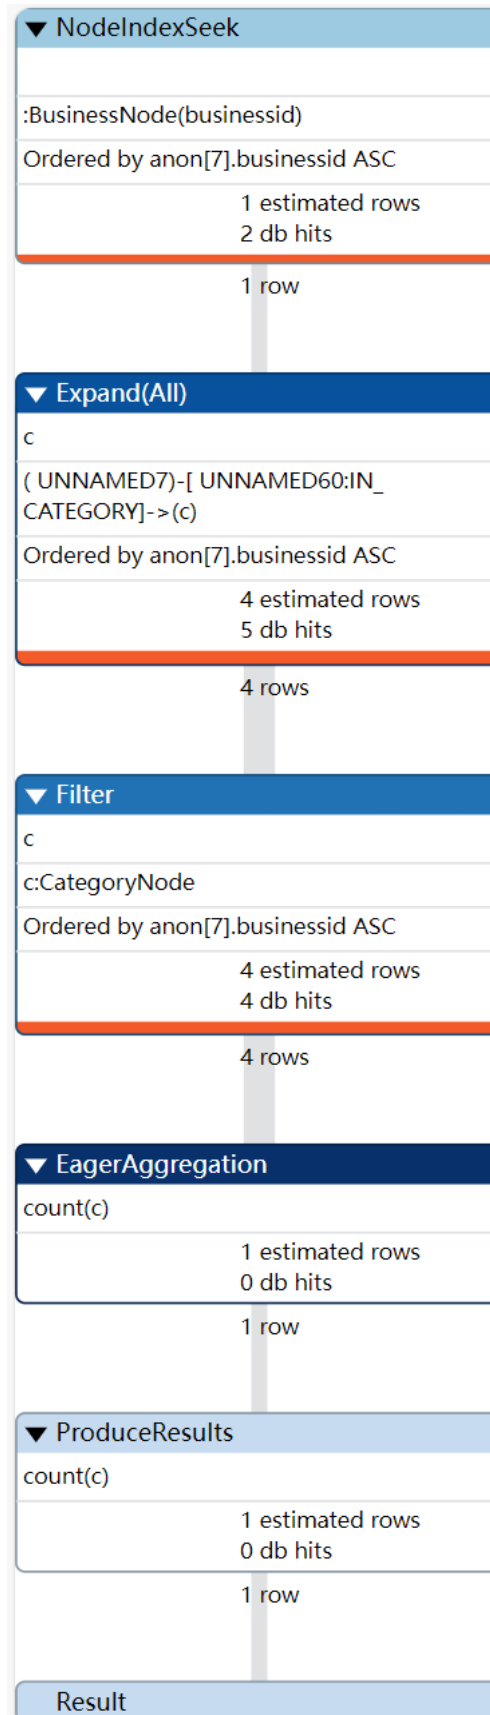 NodeIndexSeek
:BusinessNode(businessid)
Ordered by anon[7].businessid ASC
1 estimated rows
2 db hits
1 row
Expand(All)
c
( UNNAMED7)-[ UNNAMED60:IN_
CATEGORY]->(c)
Ordered by anon[7].businessid ASC
4 estimated rows
5 db hits
4 rows
Filter
c
c:CategoryNode
Ordered by anon[7].businessid ASC
4 estimated rows
4 db hits
4 rows
EagerAggregation
count(c)
1 estimated rows
0 db hits
1 row
ProduceResults
count(c)
1 estimated rows
0 db hits
1 row
Result